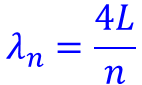 λₙ = 4L/n